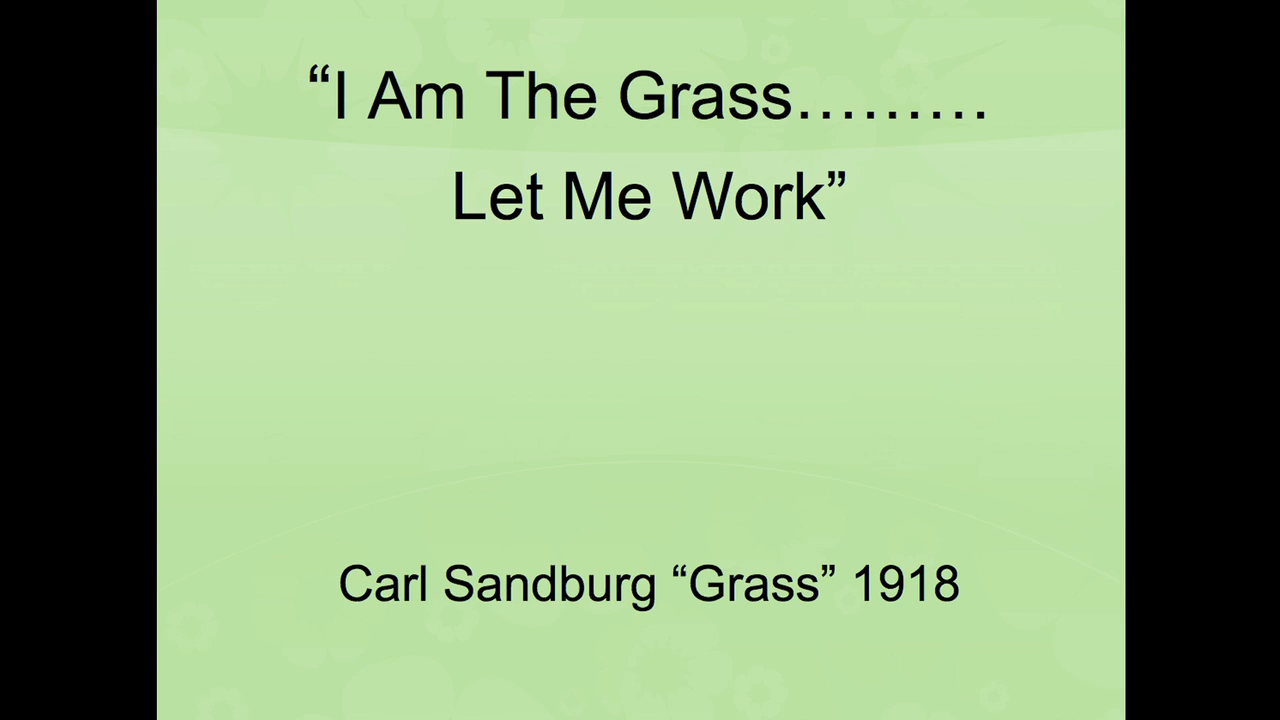 “I Am The Grass………
Let Me Work”
Carl Sandburg “Grass” 1918